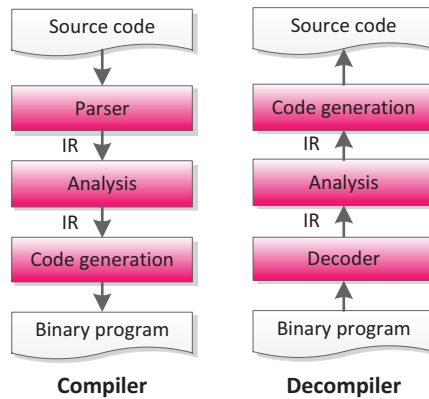 Source code
Parser
IR
Analysis
IR
Code generation
Binary program
Compiler
Source code
Code generation
IR
Analysis
IR
Decoder
Binary program
Decompiler